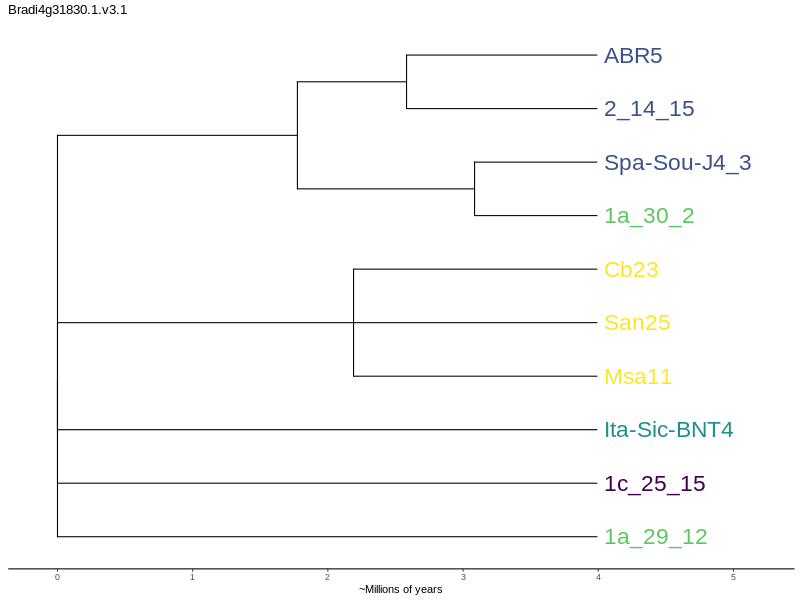 Bradi4g31830.1.v3.1
ABR5
2_14_15
Spa-Sou-J4_3
1a_30_2
Cb23
San25
Msa11
Ita-Sic-BNT4
1c_25_15
1a_29_12
0 1 2 3 4 5
~Millions of years